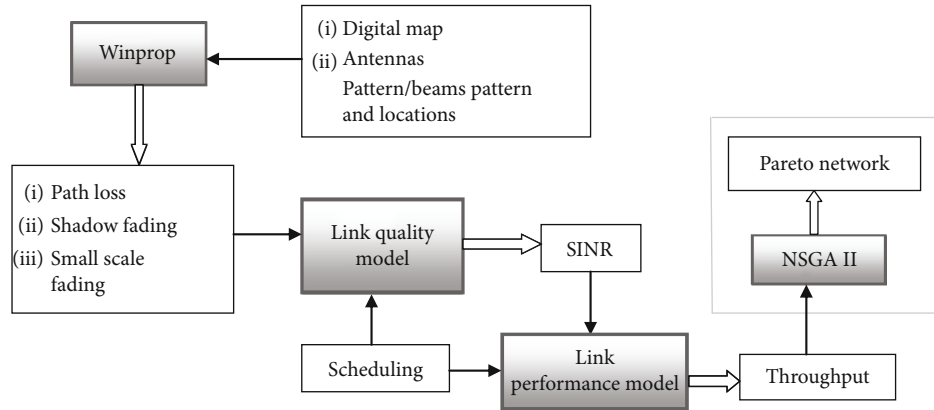 Winprop
(i) Digital map
(ii) Antennas
Pattern/beams pattern
and locations
(i) Path loss
(ii) Shadow fading
(iii) Small scale
fading
Link quality
model
SINR
Scheduling
Link
performance model
Throughput
NSGA II
Pareto network